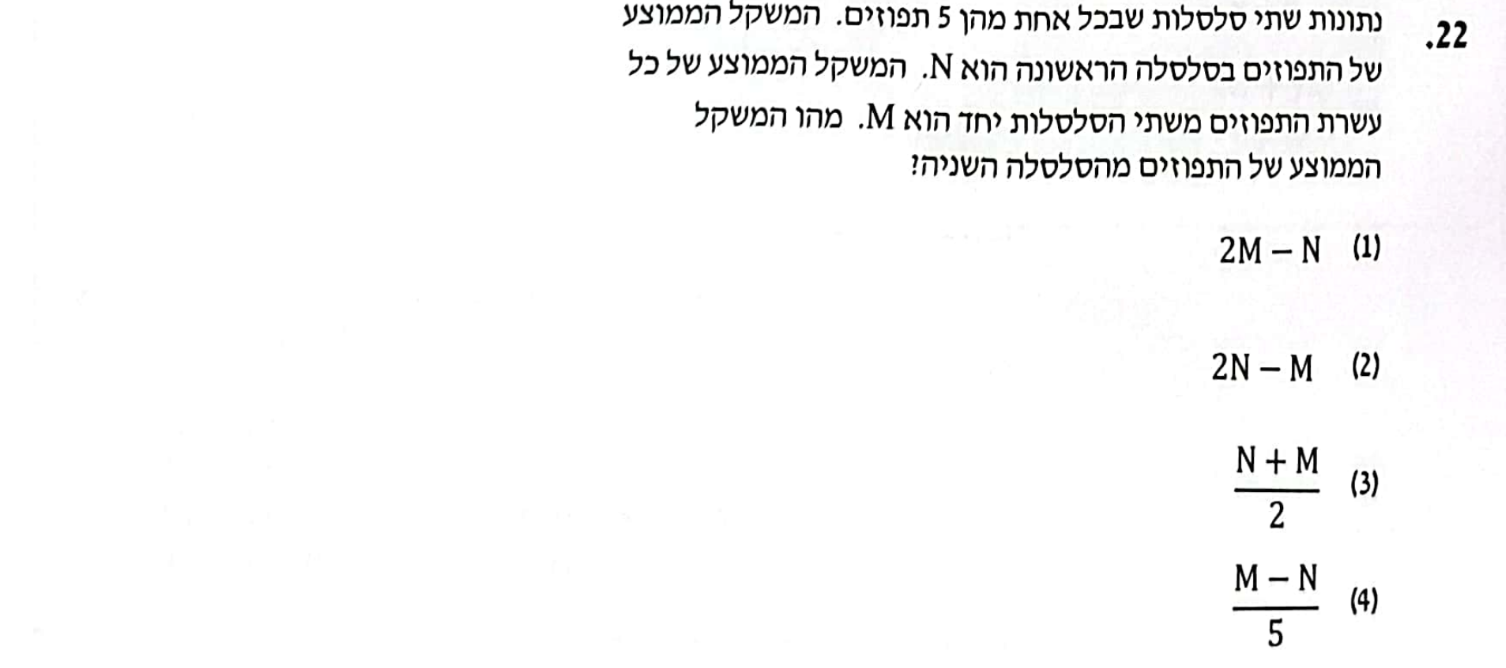 22. נתונות שתי סלסלות שבכל אחת מהן 5 תפוזים. המשקל הממוצע
של התפוזים בסלסלה הראשונה הוא N. המשקל הממוצע של כל
עשרת התפוזים משתי הסלסלות יחד הוא M. מהו המשקל
הממוצע של התפוזים מהסלסלה השניה?
(1) 2M – N
(2) 2N – M
(3) N + M
2
(4) M – N
5